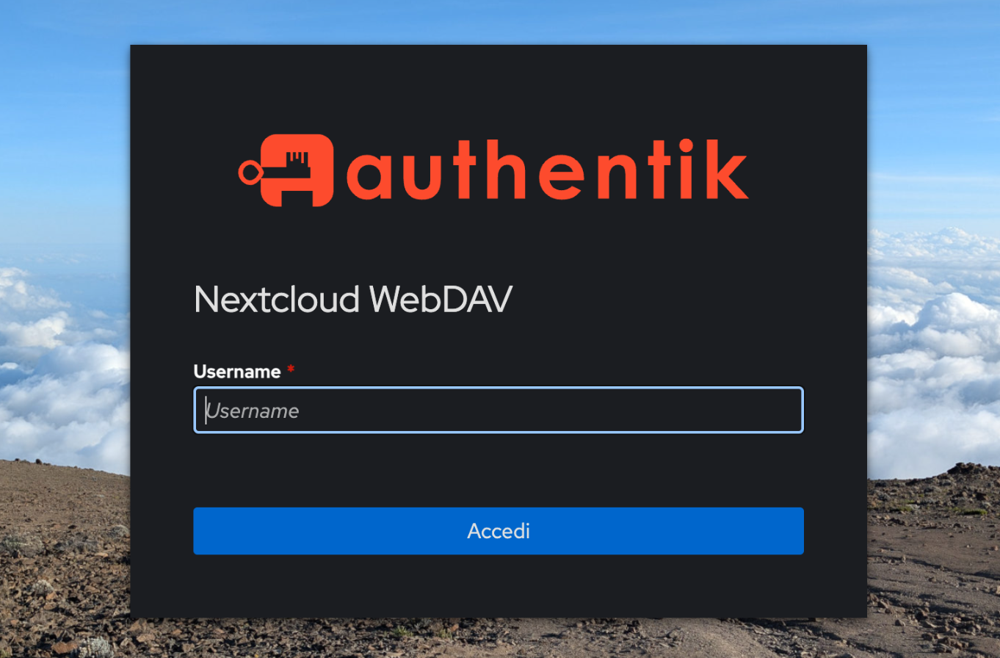 authentik
Nextcloud WebDAV
Username *
Username
Accedi